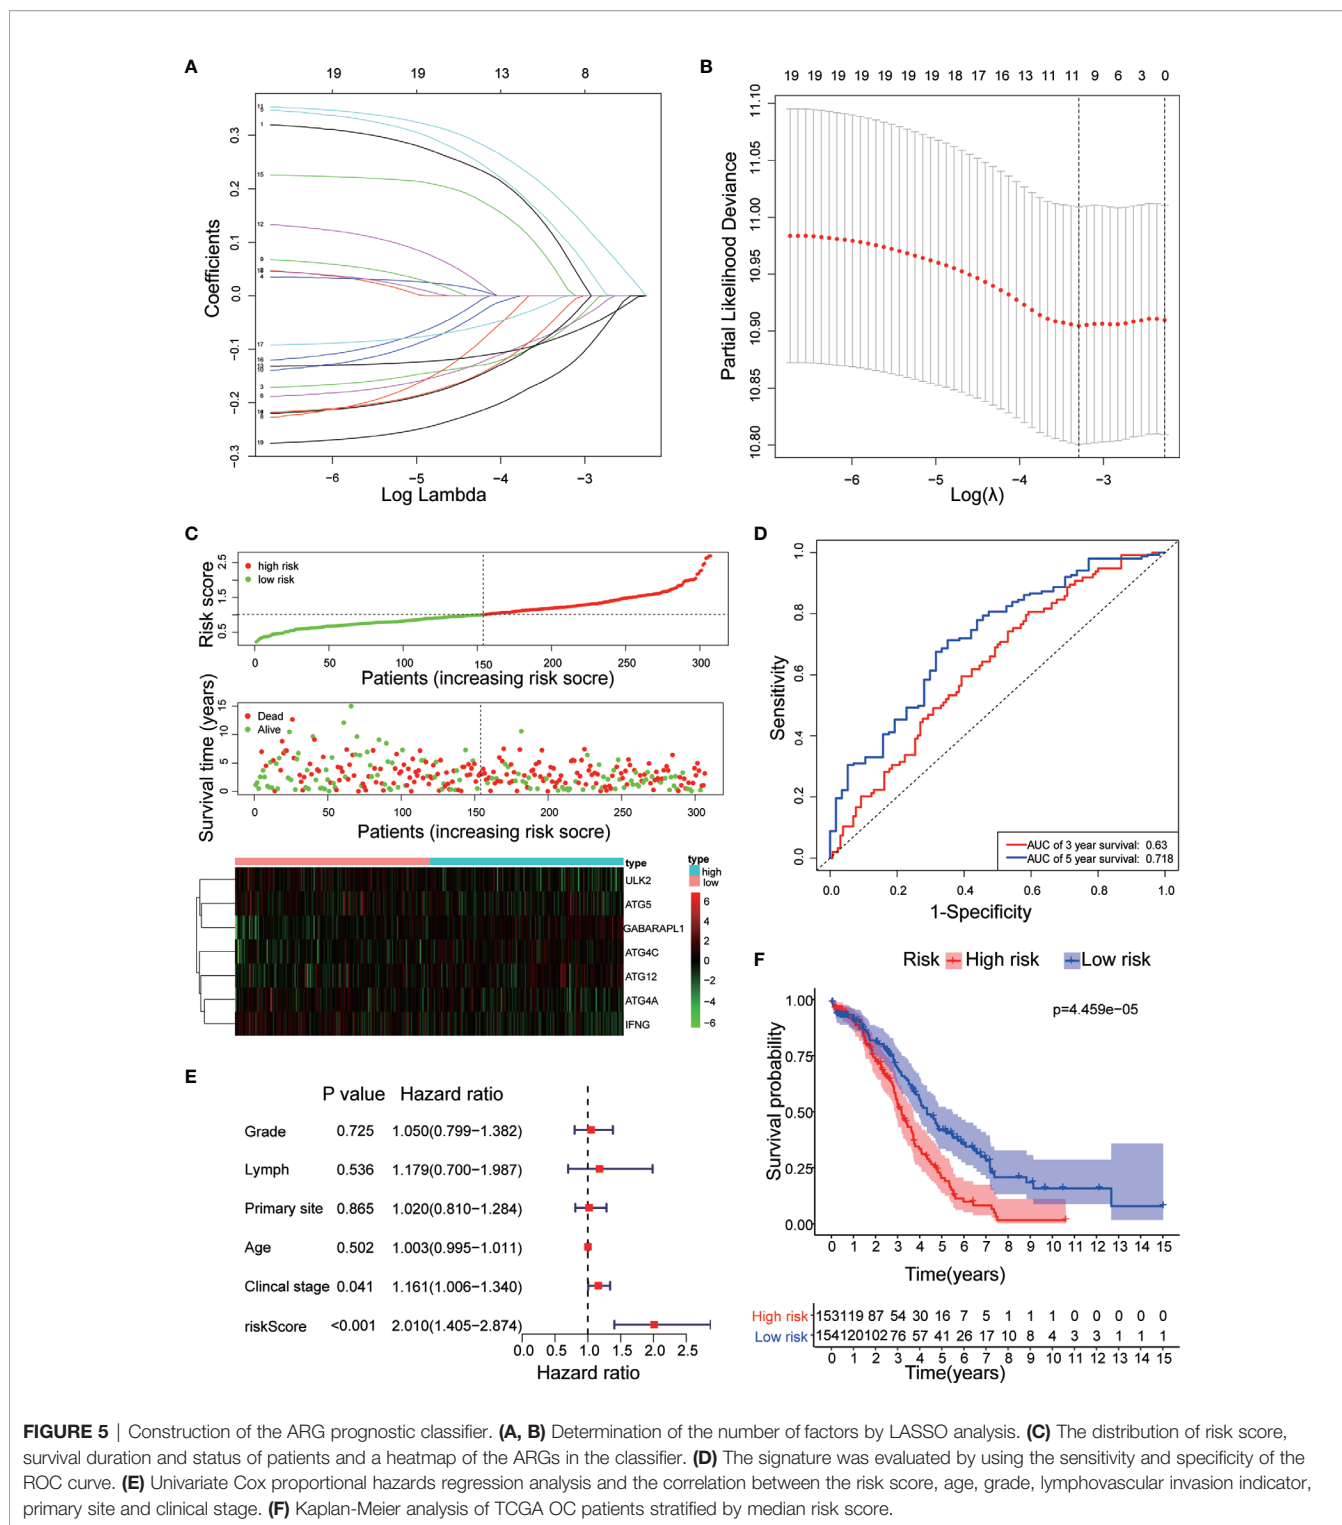 A
19 19 13 8
0.3
0.2
0.1
0.0
−0.1
−0.2
−0.3
Coefficients
1
15
12
9
4
17
16
3
6
19
−6 −5 −4 −3
Log Lambda
B
19 19 19 19 19 19 19 18 17 16 13 11 11 9 6 3 0
11.10
11.05
11.00
10.95
10.90
10.85
10.80
Partial Likelihood Deviance
−6 −5 −4 −3
Log(λ)
C
Risk score
2.5
1.5
0.5
high risk
low risk
0 50 100 150 200 250 300
Patients (increasing risk socre)
Survival time (years)
15
10
5
0
Dead
Alive
0 50 100 150 200 250 300
Patients (increasing risk socre)
type
ULK2
ATG5
GABARAPL1
ATG4C
ATG12
ATG4A
IFNG
type
high
low
6
4
2
0
−2
−4
−6
D
Sensitivity
1.0
0.8
0.6
0.4
0.2
0.0
AUC of 3 year survival: 0.63
AUC of 5 year survival: 0.718
0.0 0.2 0.4 0.6 0.8 1.0
1-Specificity
E
P value Hazard ratio
Grade 0.725 1.050(0.799−1.382)
Lymph 0.536 1.179(0.700−1.987)
Primary site 0.865 1.020(0.810−1.284)
Age 0.502 1.003(0.995−1.011)
Clincal stage 0.041 1.161(1.006−1.340)
riskScore <0.001 2.010(1.405−2.874)
0.0 0.5 1.0 1.5 2.0 2.5
Hazard ratio
F
Risk High risk Low risk
p=4.459e−05
Survival probability
1.00
0.75
0.50
0.25
0.00
0 1 2 3 4 5 6 7 8 9 10 11 12 13 14 15
Time(years)
High risk 153 119 87 54 30 16 7 5 1 1 1 0 0 0 0 0
Low risk 154 120 102 76 57 41 26 17 10 8 4 3 3 1 1 1
0 1 2 3 4 5 6 7 8 9 10 11 12 13 14 15
Time(years)
FIGURE 5 | Construction of the ARG prognostic classifier. (A, B) Determination of the number of factors by LASSO analysis. (C) The distribution of risk score,
survival duration and status of patients and a heatmap of the ARGs in the classifier. (D) The signature was evaluated by using the sensitivity and specificity of the
ROC curve. (E) Univariate Cox proportional hazards regression analysis and the correlation between the risk score, age, grade, lymphovascular invasion indicator,
primary site and clinical stage. (F) Kaplan-Meier analysis of TCGA OC patients stratified by median risk score.